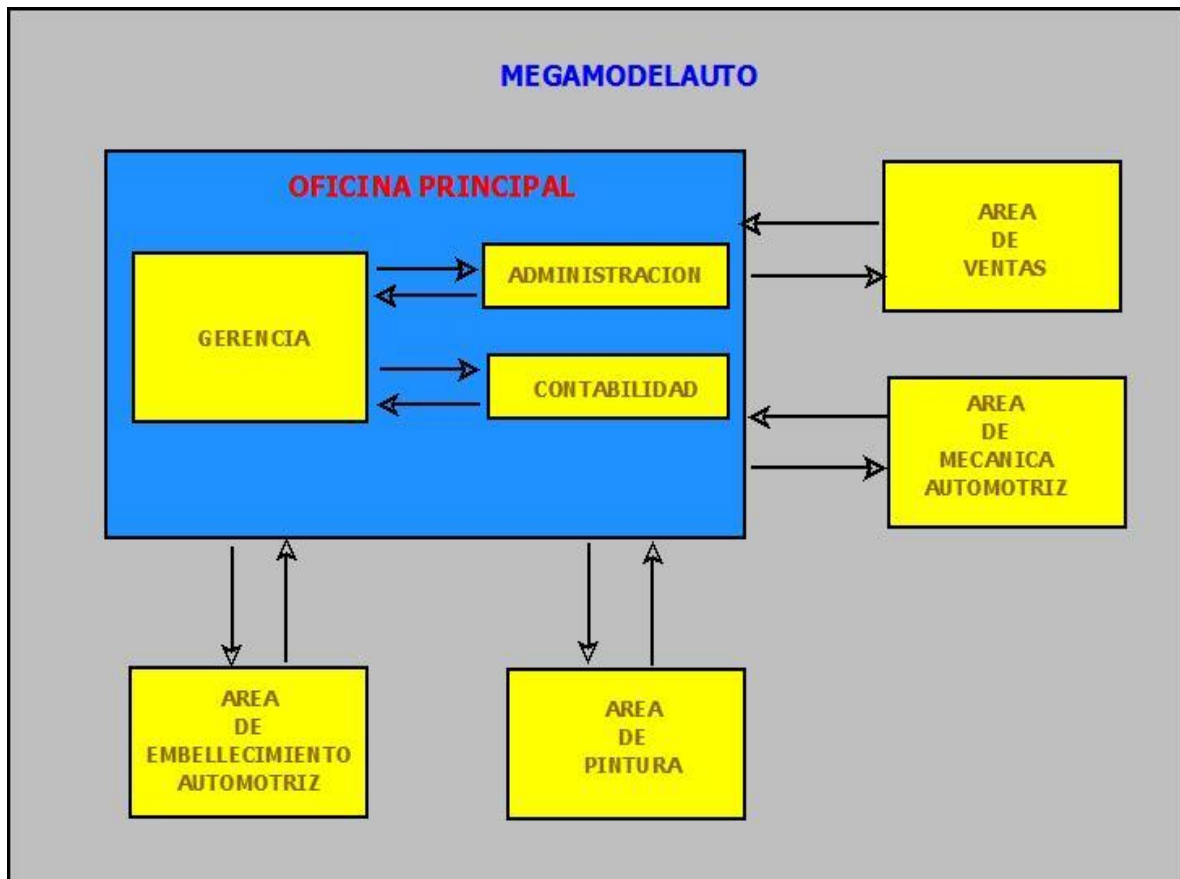 MEGAMODELAUTO
OFICINA PRINCIPAL
GERENCIA
ADMINISTRACION
CONTABILIDAD
AREA
DE
VENTAS
AREA
DE
MECANICA
AUTOMOTRIZ
AREA
DE
EMBELLECIMIENTO
AUTOMOTRIZ
AREA
DE
PINTURA